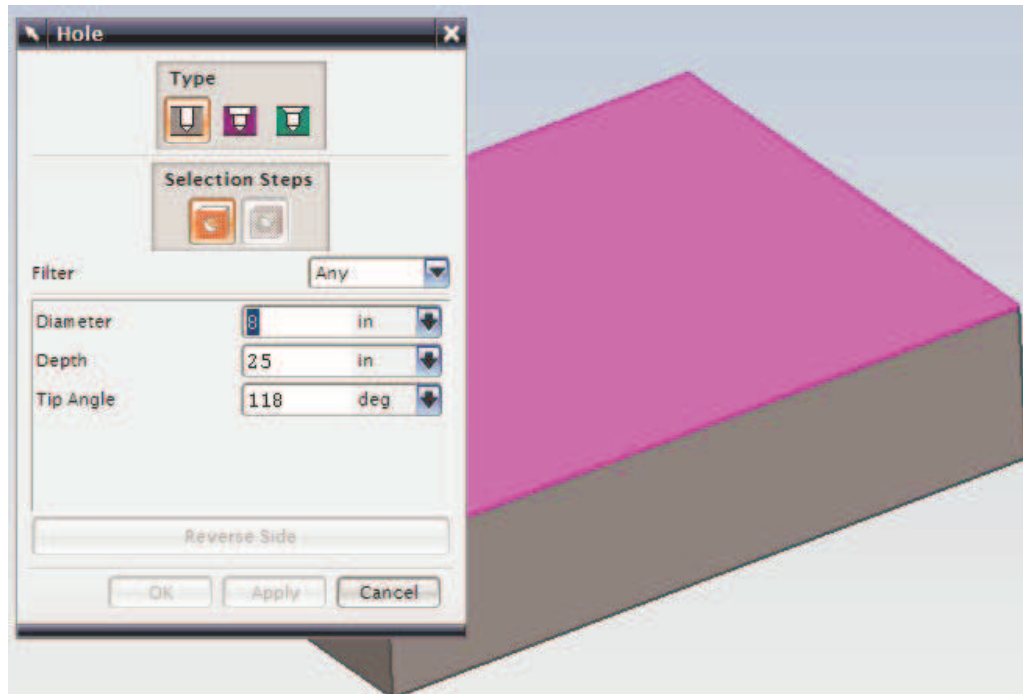 Hole
Type
Selection Steps
Filter Any
Diameter 8 in
Depth 25 in
Tip Angle 118 deg
Reverse Side
OK Apply Cancel